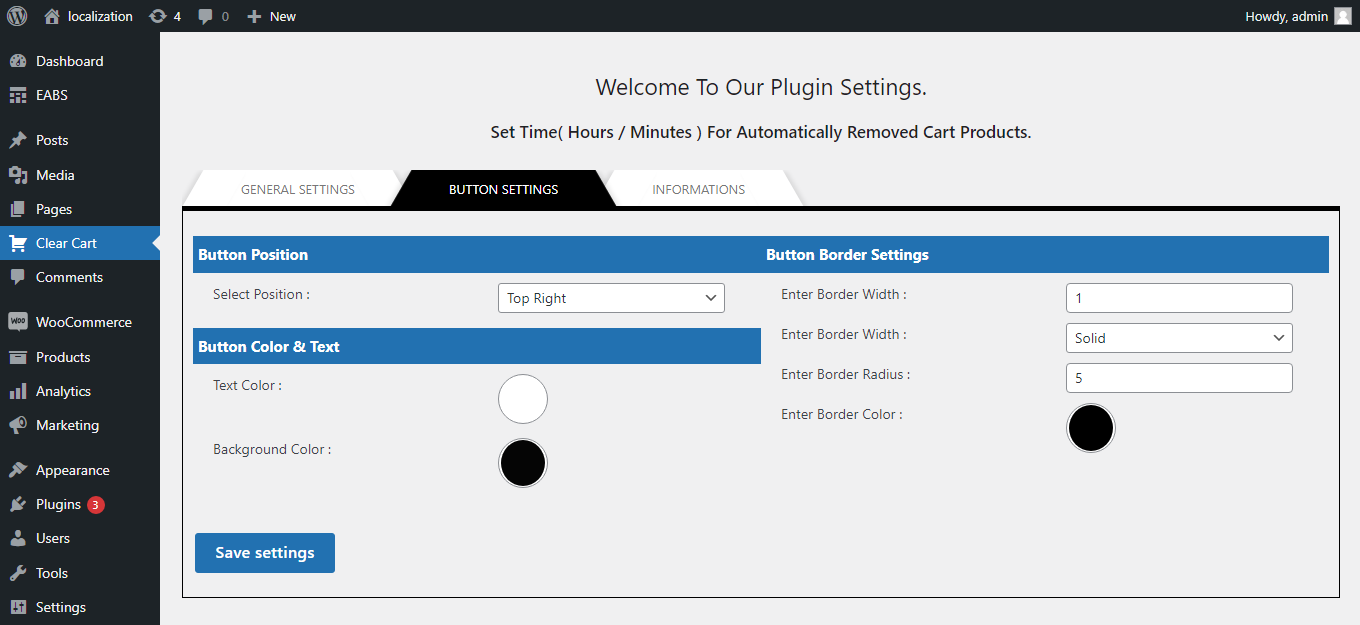 localization 4 0 New Howdy, admin
Dashboard
EABS
Posts
Media
Pages
Clear Cart
Comments
WOO WooCommerce
Products
Analytics
Marketing
Appearance
Plugins 3
Users
Tools
Settings
Welcome To Our Plugin Settings.
Set Time( Hours / Minutes ) For Automatically Removed Cart Products.
GENERAL SETTINGS BUTTON SETTINGS INFORMATIONS
Button Position
Select Position : Top Right
Button Color & Text
Text Color :
Background Color :
Button Border Settings
Enter Border Width : 1
Enter Border Width : Solid
Enter Border Radius : 5
Enter Border Color :
Save settings